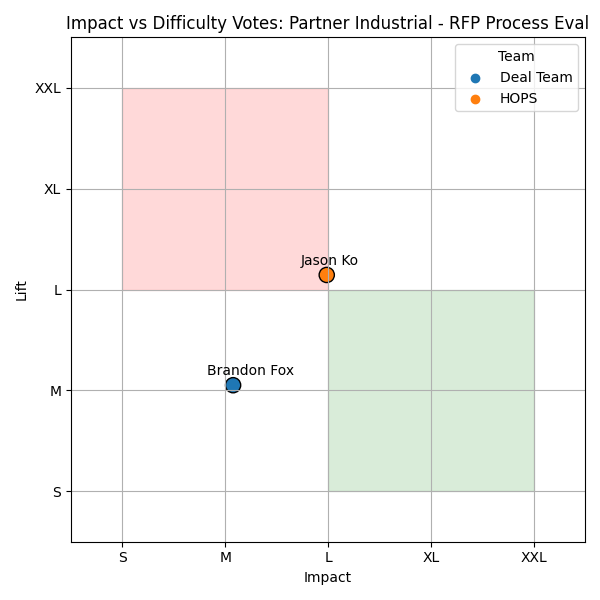 Impact vs Difficulty Votes: Partner Industrial - RFP Process Eval
Team
Deal Team
HOPS
XXL
XL
L
M
S
Lift
Jason Ko
Brandon Fox
S
M
L
XL
XXL
Impact